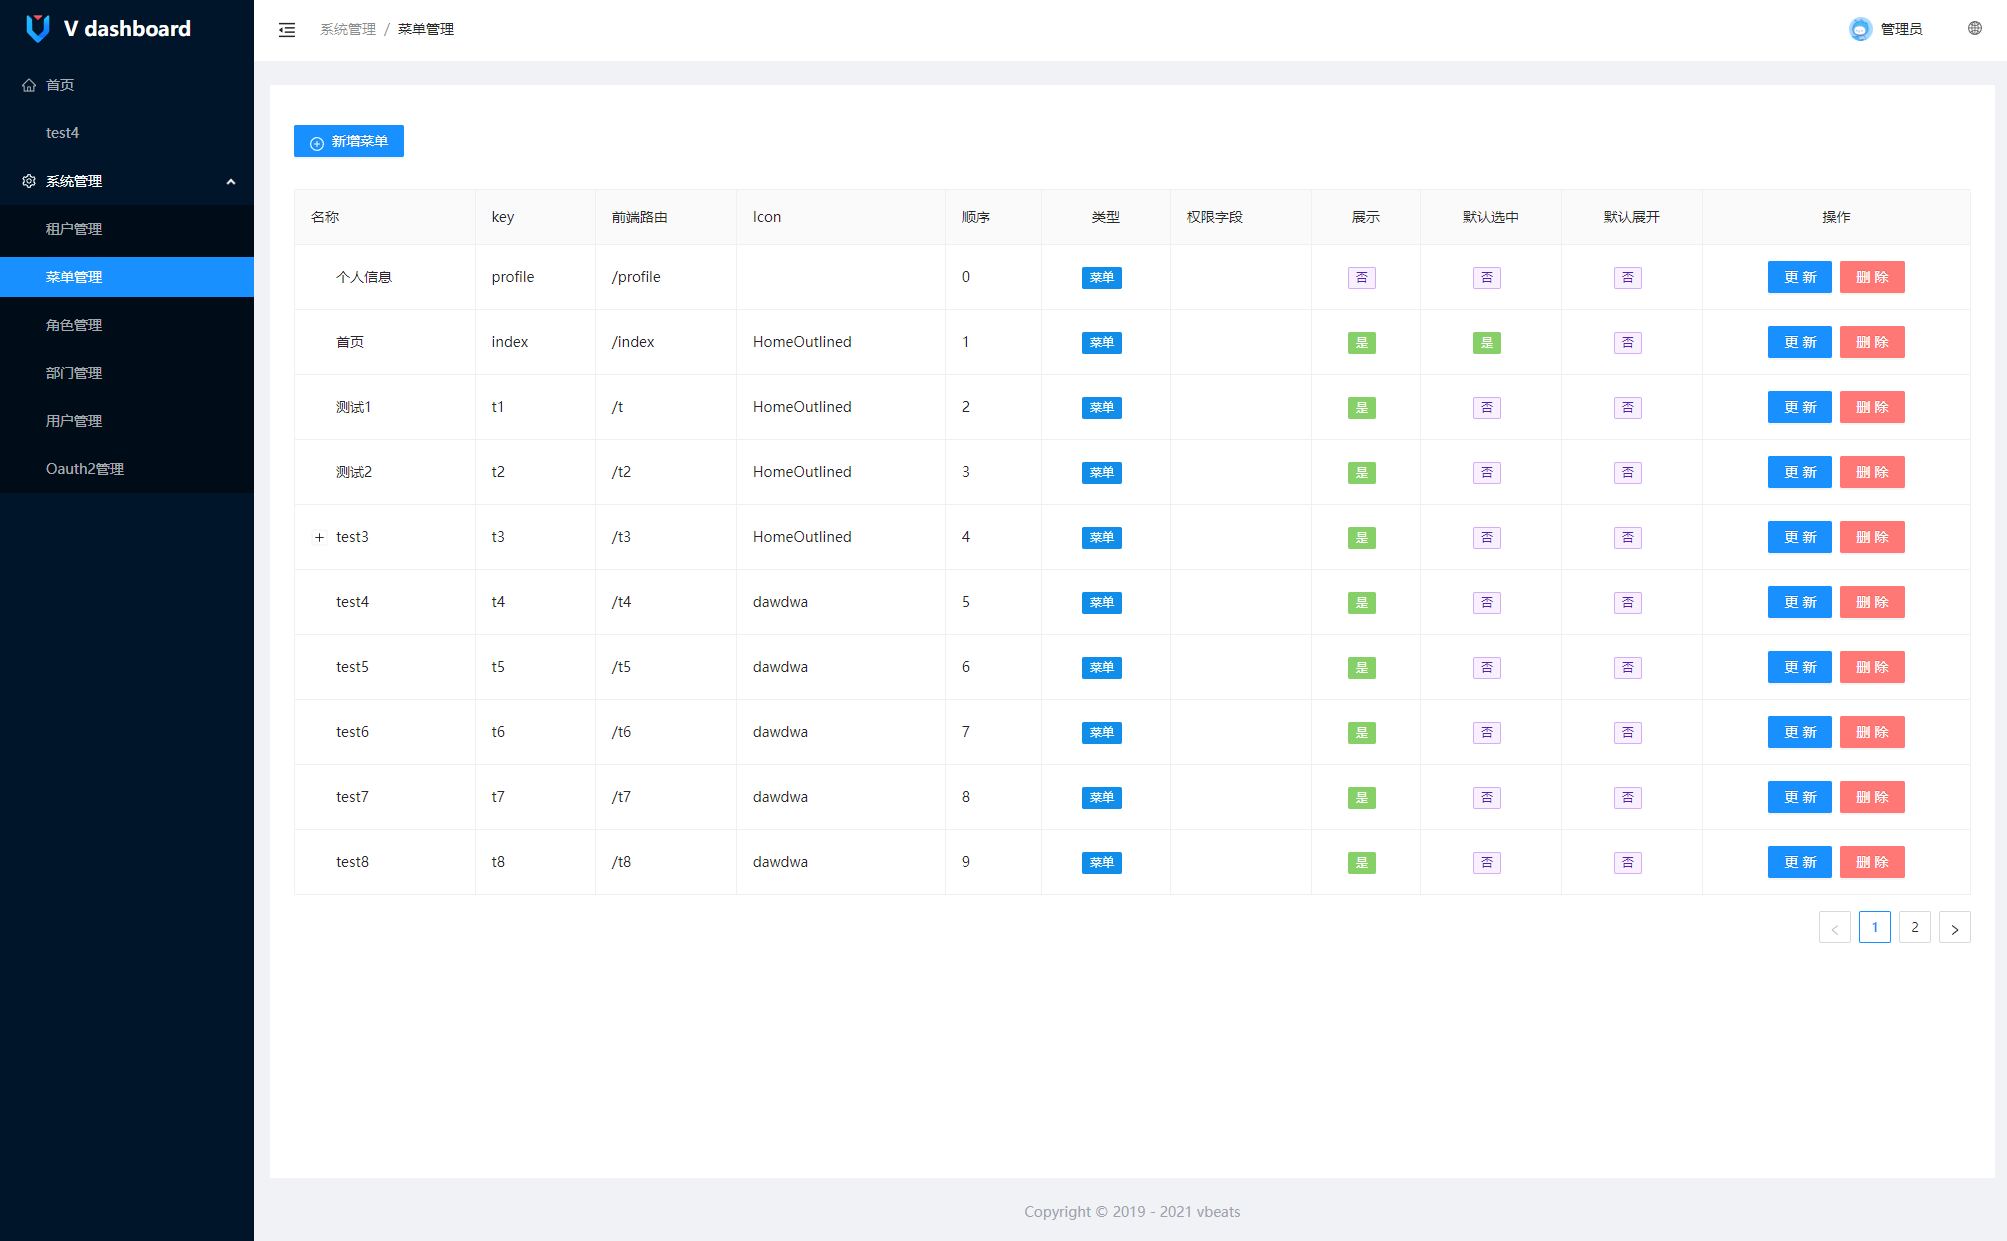 V dashboard
首页
test4
系统管理
租户管理
菜单管理
角色管理
部门管理
用户管理
Oauth2管理
系统管理 / 菜单管理
管理员
新增菜单
名称 key 前端路由 Icon 顺序 类型 权限字段 展示 默认选中 默认展开 操作
个人信息 profile /profile 0 菜单 否 否 否 更 新 删 除
首页 index /index HomeOutlined 1 菜单 是 是 否 更 新 删 除
测试1 t1 /t HomeOutlined 2 菜单 是 否 否 更 新 删 除
测试2 t2 /t2 HomeOutlined 3 菜单 是 否 否 更 新 删 除
+ test3 t3 /t3 HomeOutlined 4 菜单 是 否 否 更 新 删 除
test4 t4 /t4 dawdwa 5 菜单 是 否 否 更 新 删 除
test5 t5 /t5 dawdwa 6 菜单 是 否 否 更 新 删 除
test6 t6 /t6 dawdwa 7 菜单 是 否 否 更 新 删 除
test7 t7 /t7 dawdwa 8 菜单 是 否 否 更 新 删 除
test8 t8 /t8 dawdwa 9 菜单 是 否 否 更 新 删 除
< 1 2 >
Copyright © 2019 - 2021 vbeats